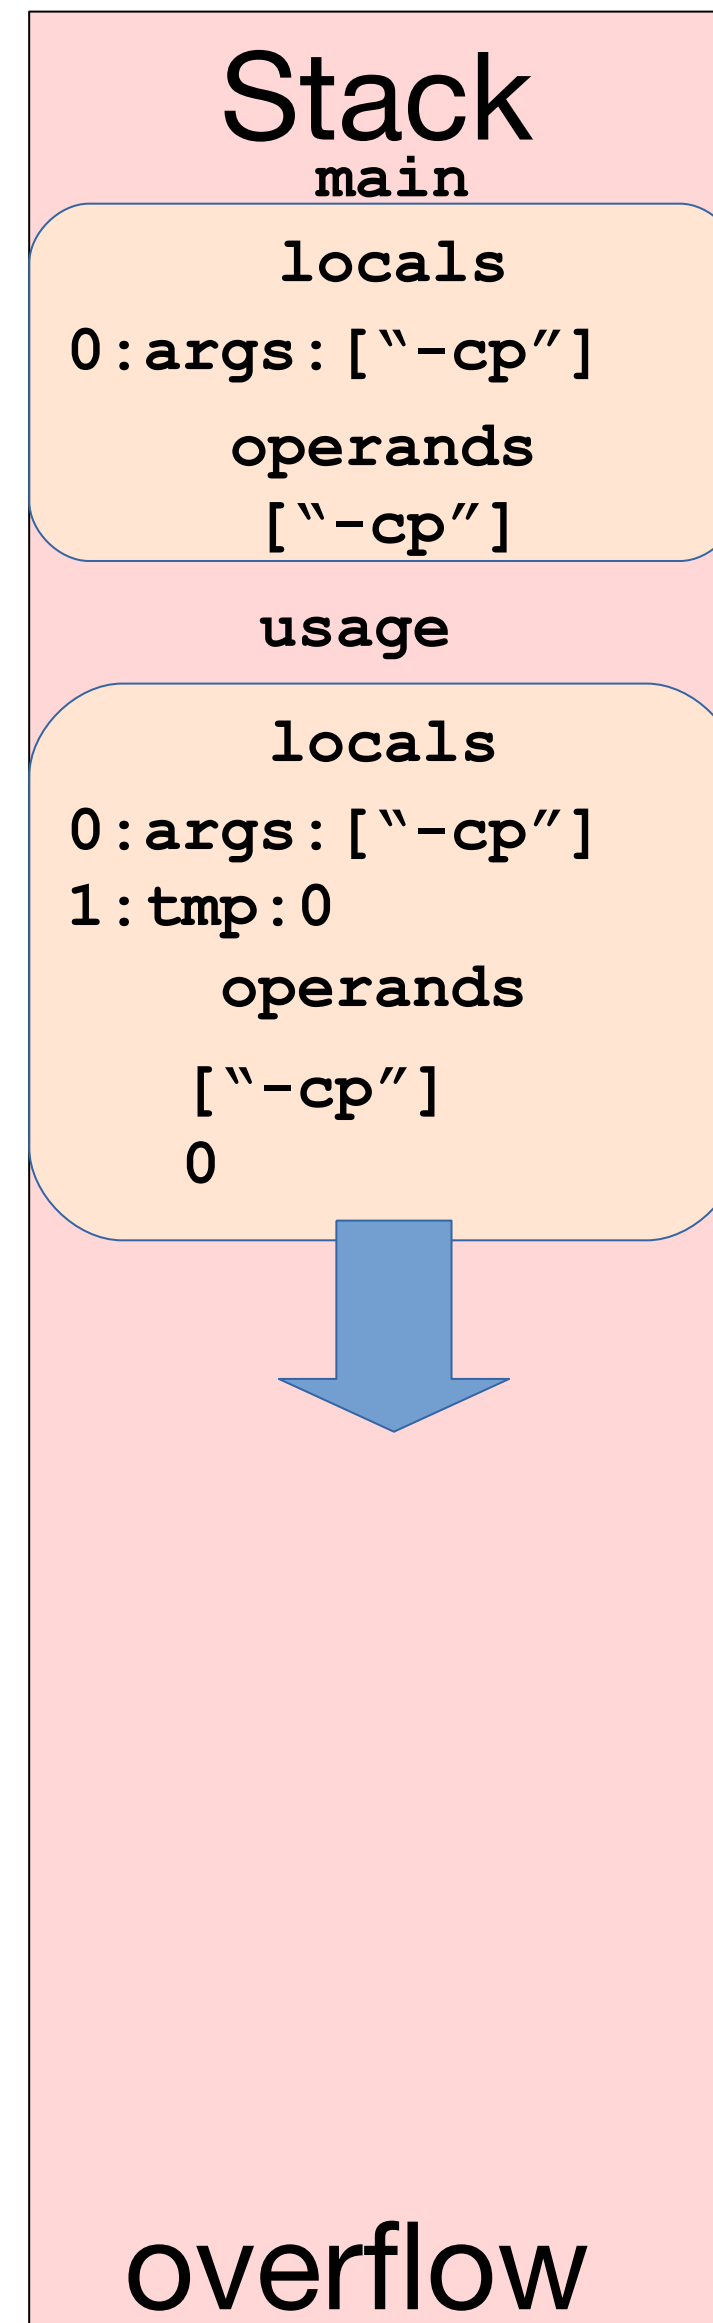 Stack
main
locals
0:args:[“-cp”]
operands
[“-cp”]
usage
locals
0:args:[“-cp”]
1:tmp:0
operands
[“-cp”]
0
overflow